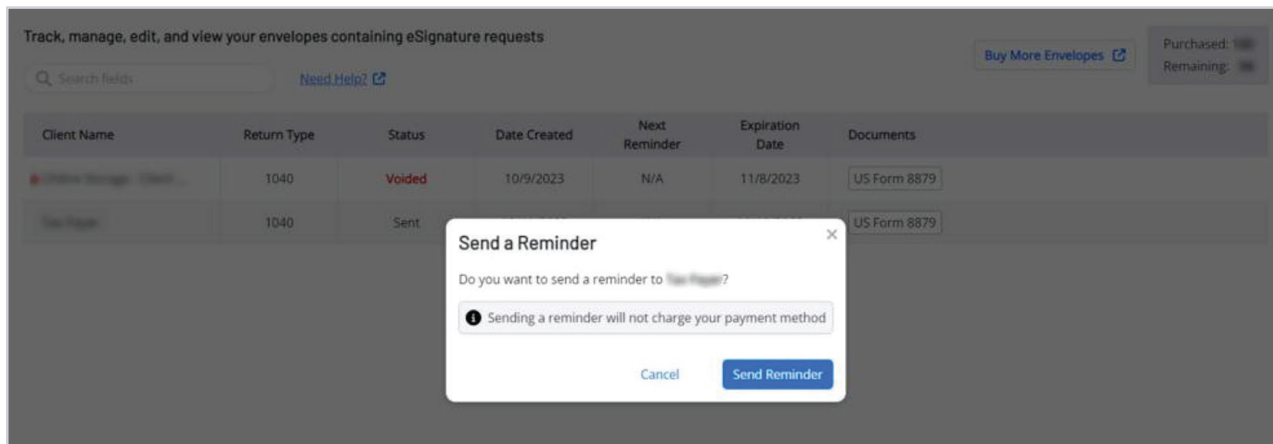 Track, manage, edit, and view your envelopes containing eSignature requests
Buy More Envelopes
Purchased:
Remaining:
Search fields
Need Help?
Client Name Return Type Status Date Created Next Reminder Expiration Date Documents
1040 Voided 10/9/2023 N/A 11/8/2023 US Form 8879
1040 Sent US Form 8879
Send a Reminder
Do you want to send a reminder to ?
Sending a reminder will not charge your payment method
Cancel Send Reminder